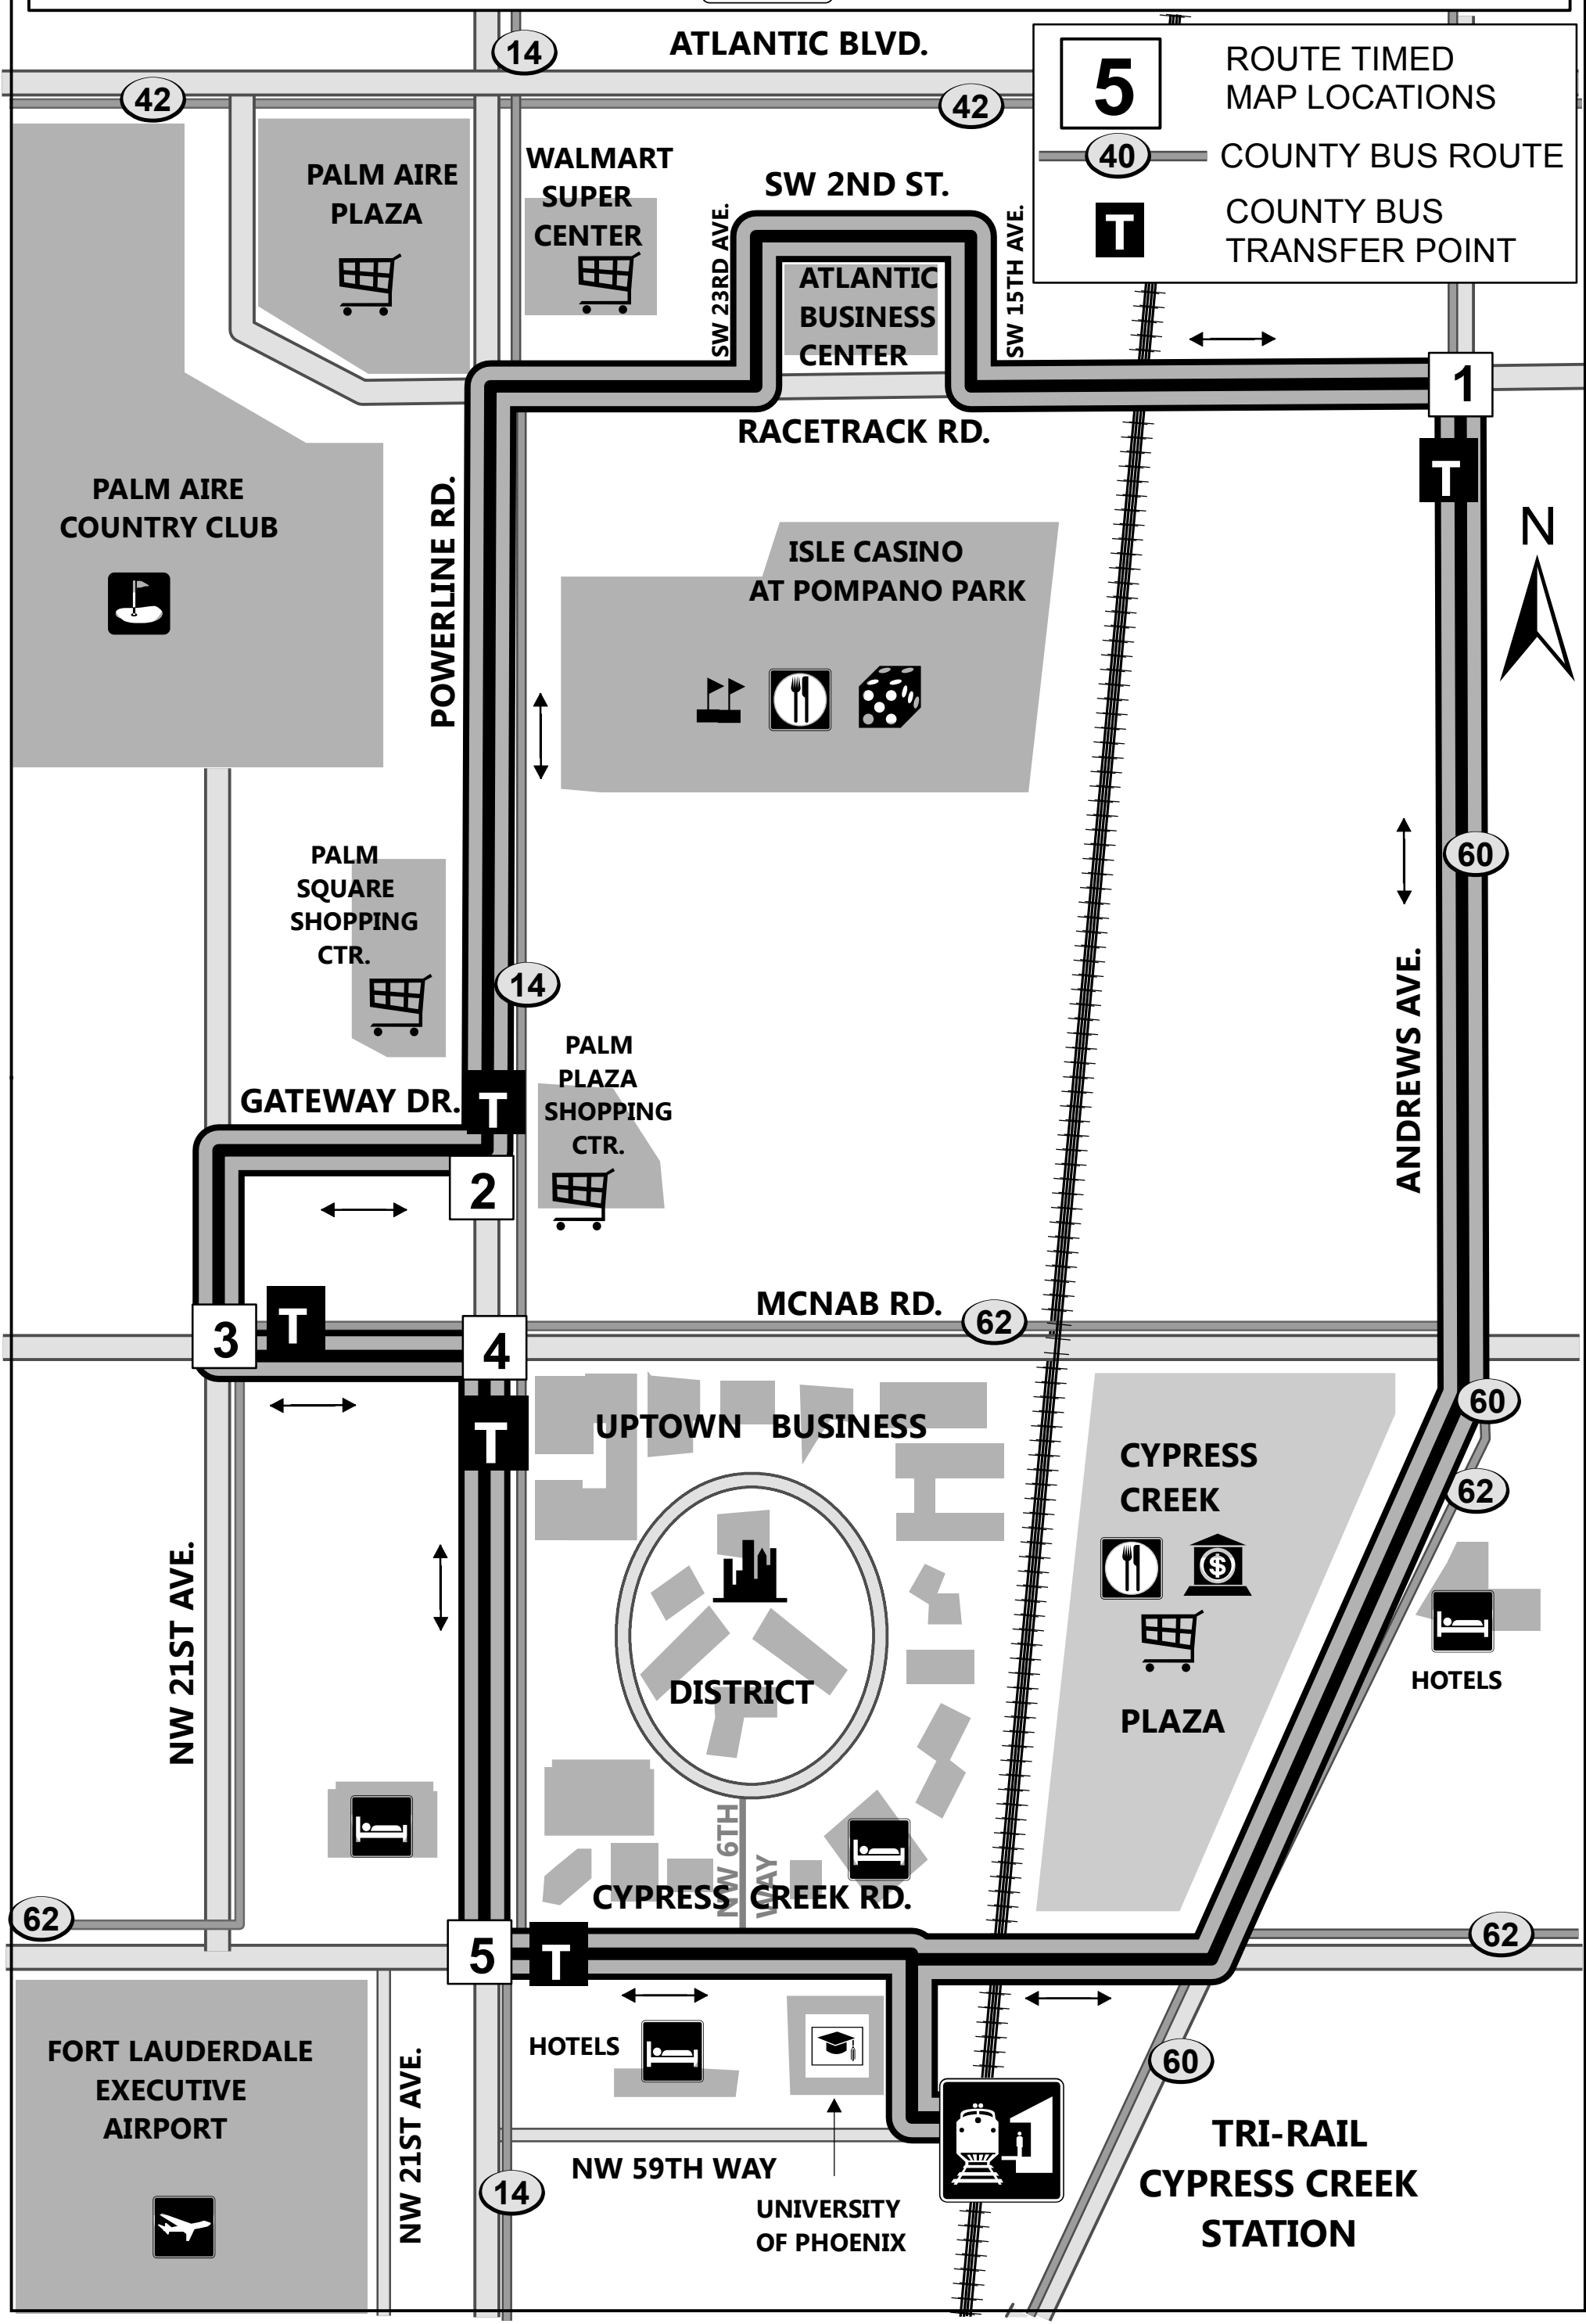 14
ATLANTIC BLVD.
42
42
5
ROUTE TIMED
MAP LOCATIONS
40
COUNTY BUS ROUTE
T
COUNTY BUS
TRANSFER POINT
PALM AIRE
PLAZA
WALMART
SUPER
CENTER
SW 2ND ST.
SW 23RD AVE.
SW 15TH AVE.
ATLANTIC
BUSINESS
CENTER
1
RACETRACK RD.
T
N
PALM AIRE
COUNTRY CLUB
POWERLINE RD.
ISLE CASINO
AT POMPANO PARK
60
PALM
SQUARE
SHOPPING
CTR.
14
ANDREWS AVE.
PALM
PLAZA
SHOPPING
CTR.
GATEWAY DR.
T
2
MCNAB RD.
62
3
T
4
T
60
UPTOWN BUSINESS
DISTRICT
CYPRESS
CREEK
PLAZA
$
62
HOTELS
NW 21ST AVE.
NW 6TH
WAY
CYPRESS CREEK RD.
62
62
5
T
HOTELS
FORT LAUDERDALE
EXECUTIVE
AIRPORT
NW 21ST AVE.
60
NW 59TH WAY
14
UNIVERSITY
OF PHOENIX
TRI-RAIL
CYPRESS CREEK
STATION